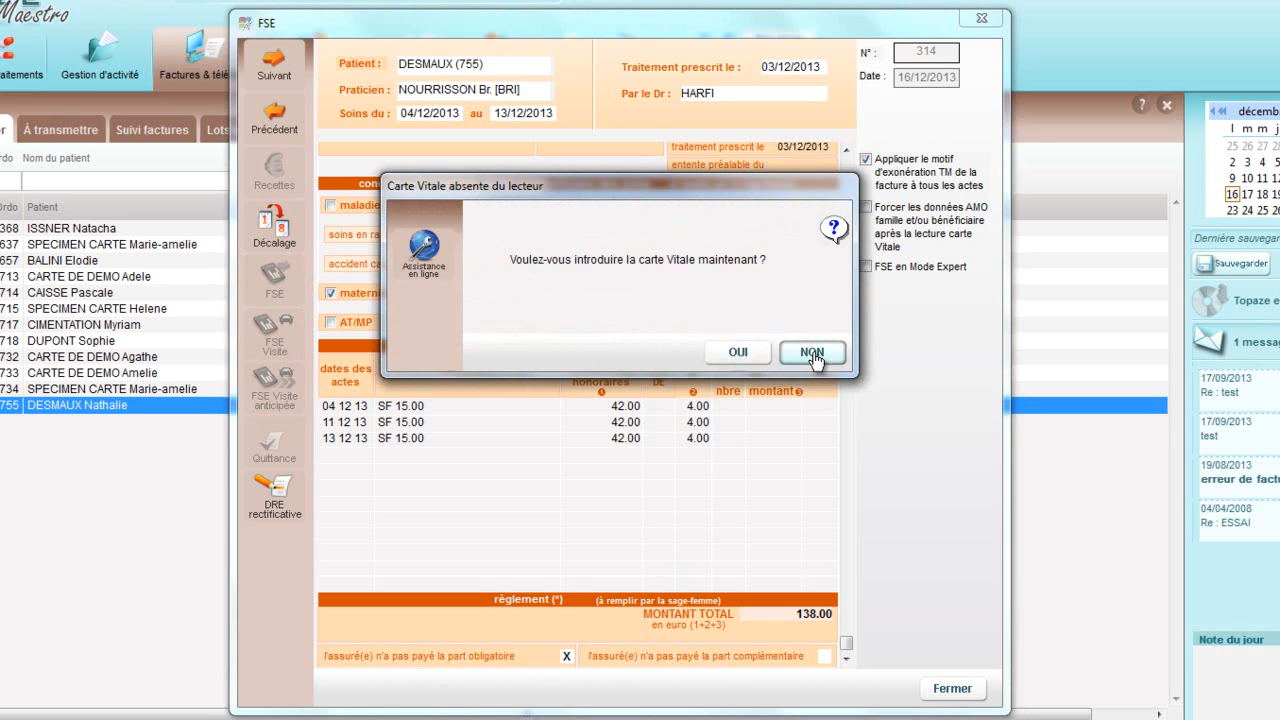 Maestro
aitements
Gestion d'activité
Factures & télé
À transmettre
Suivi factures
Lots
Ordo Nom du patient
Ordo Patient
368 ISSNER Natacha
637 SPECIMEN CARTE Marie-amelie
657 BALINI Elodie
713 CARTE DE DEMO Adele
714 CAISSE Pascale
715 SPECIMEN CARTE Helene
717 CIMENTATION Myriam
718 DUPONT Sophie
732 CARTE DE DEMO Agathe
733 CARTE DE DEMO Amelie
734 SPECIMEN CARTE Marie-amelie
755 DESMAUX Nathalie
FSE
Suivant
Précédent
Recettes
Décalage
FSE
FSE
Visite
FSE Visite
anticipée
Quittance
DRE
rectificative
Patient : DESMAUX (755)
Praticien : NOURRISSON Br. [BRI]
Soins du : 04/12/2013 au 13/12/2013
Traitement prescrit le : 03/12/2013
Par le Dr : HARFI
N° : 314
Date : 16/12/2013
traitement prescrit le 03/12/2013
entente préalable du
con
maladie
soins en ra
accident ca
materni
AT/MP
Carte Vitale absente du lecteur
Assistance
en ligne
Voulez-vous introduire la carte Vitale maintenant ?
OUI
NON
Appliquer le motif
d'exonération TM de la
facture à tous les actes
Forcer les données AMO
famille et/ou bénéficiaire
après la lecture carte
Vitale
FSE en Mode Expert
dates des
actes
honoraires
DE
nbre montant
04 12 13 SF 15.00 42.00 4.00
11 12 13 SF 15.00 42.00 4.00
13 12 13 SF 15.00 42.00 4.00
règlement (*) (à remplir par la sage-femme)
MONTANT TOTAL 138.00
en euro (1+2+3)
l'assuré(e) n'a pas payé la part obligatoire X l'assuré(e) n'a pas payé la part complémentaire
Fermer
décemb
l m m j
25 26 27 28
2 3 4 5
9 10 11 12
16 17 18 19
23 24 25 26
Dernière sauvegar
Sauvegarder
Topaze e
1 messag
17/09/2013
Re : test
17/09/2013
test
19/08/2013
erreur de factu
04/04/2008
Re : ESSAI
Note du jour